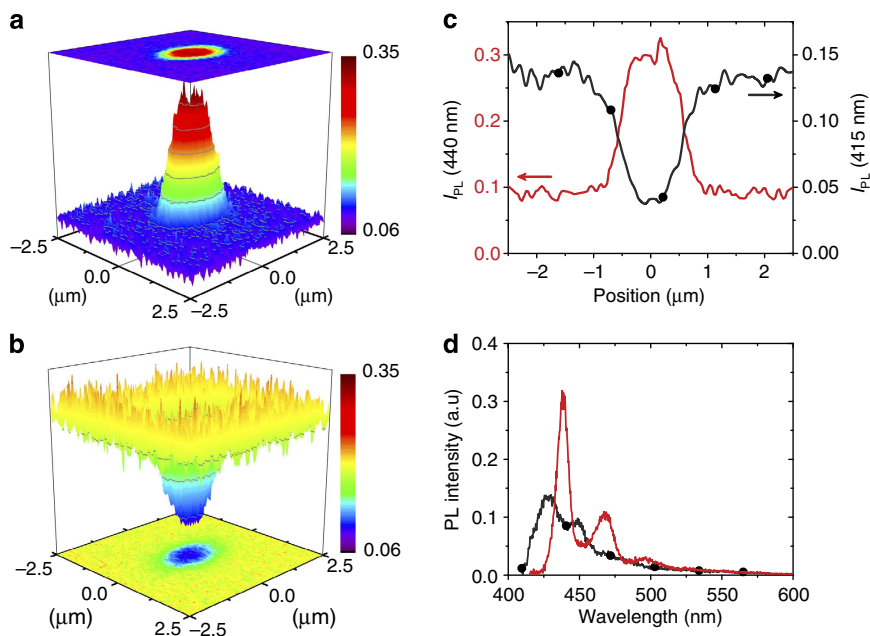 a
0.35
0.06
−2.5
0.0
2.5
(μm)
2.5
0.0
−2.5
(μm)
b
0.35
0.06
−2.5
0.0
2.5
(μm)
2.5
0.0
−2.5
(μm)
c
0.3
0.2
0.1
0.0
I_PL (440 nm)
0.15
0.10
0.05
0.00
I_PL (415 nm)
−2 −1 0 1 2
Position (μm)
d
0.4
0.3
0.2
0.1
0.0
PL intensity (a.u)
400 450 500 550 600
Wavelength (nm)